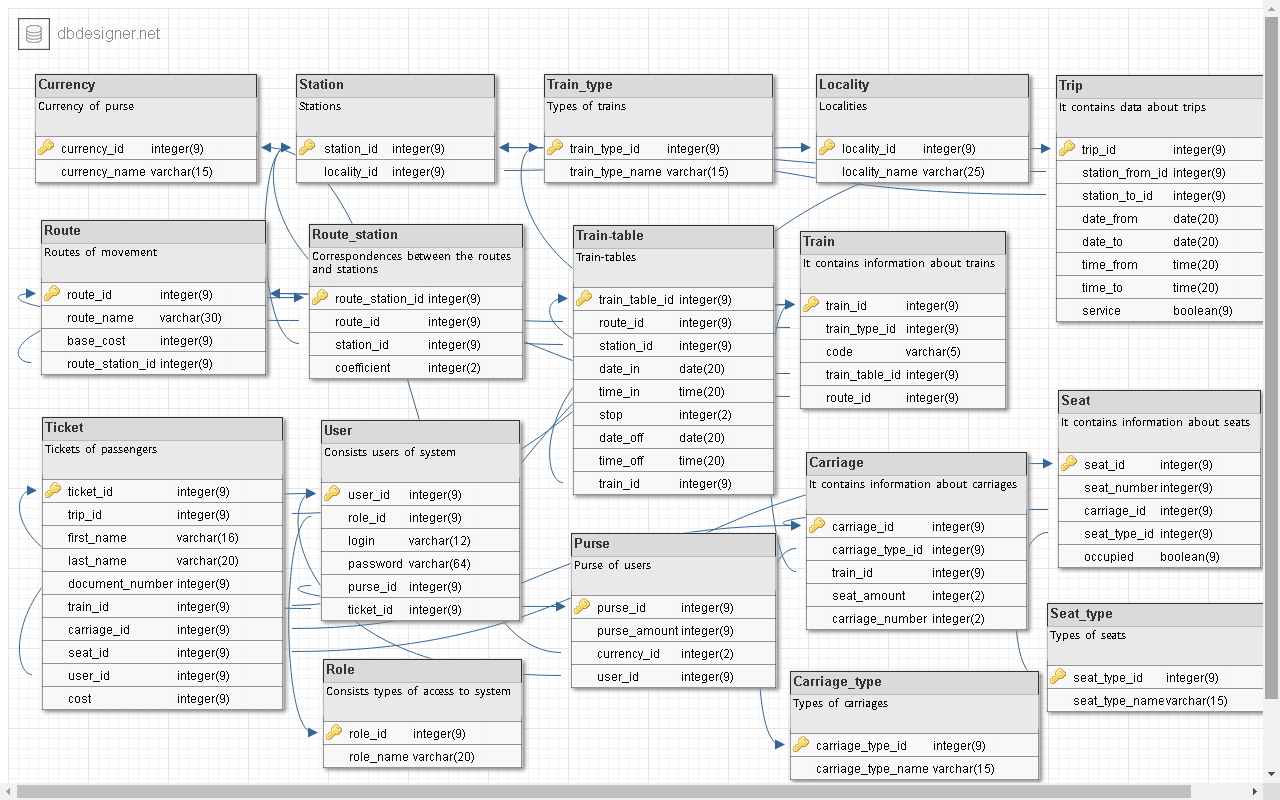 dbdesigner.net
Currency
Currency of purse
currency_id integer(9)
currency_name varchar(15)
Station
Stations
station_id integer(9)
locality_id integer(9)
Train_type
Types of trains
train_type_id integer(9)
train_type_name varchar(15)
Locality
Localities
locality_id integer(9)
locality_name varchar(25)
Trip
It contains data about trips
trip_id integer(9)
station_from_id integer(9)
station_to_id integer(9)
date_from date(20)
date_to date(20)
time_from time(20)
time_to time(20)
service boolean(9)
Route
Routes of movement
route_id integer(9)
route_name varchar(30)
base_cost integer(9)
route_station_id integer(9)
Route_station
Correspondences between the routes
and stations
route_station_id integer(9)
route_id integer(9)
station_id integer(9)
coefficient integer(2)
Train-table
Train-tables
train_table_id integer(9)
route_id integer(9)
station_id integer(9)
date_in date(20)
time_in time(20)
stop integer(2)
date_off date(20)
time_off time(20)
train_id integer(9)
Train
It contains information about trains
train_id integer(9)
train_type_id integer(9)
code varchar(5)
train_table_id integer(9)
route_id integer(9)
Seat
It contains information about seats
seat_id integer(9)
seat_number integer(9)
carriage_id integer(9)
seat_type_id integer(9)
occupied boolean(9)
Ticket
Tickets of passengers
ticket_id integer(9)
trip_id integer(9)
first_name varchar(16)
last_name varchar(20)
document_number integer(9)
train_id integer(9)
carriage_id integer(9)
seat_id integer(9)
user_id integer(9)
cost integer(9)
User
Consists users of system
user_id integer(9)
role_id integer(9)
login varchar(12)
password varchar(64)
purse_id integer(9)
ticket_id integer(9)
Carriage
It contains information about carriages
carriage_id integer(9)
carriage_type_id integer(9)
train_id integer(9)
seat_amount integer(2)
carriage_number integer(2)
Purse
Purse of users
purse_id integer(9)
purse_amount integer(9)
currency_id integer(2)
user_id integer(9)
Seat_type
Types of seats
seat_type_id integer(9)
seat_type_name varchar(15)
Role
Consists types of access to system
role_id integer(9)
role_name varchar(20)
Carriage_type
Types of carriages
carriage_type_id integer(9)
carriage_type_name varchar(15)